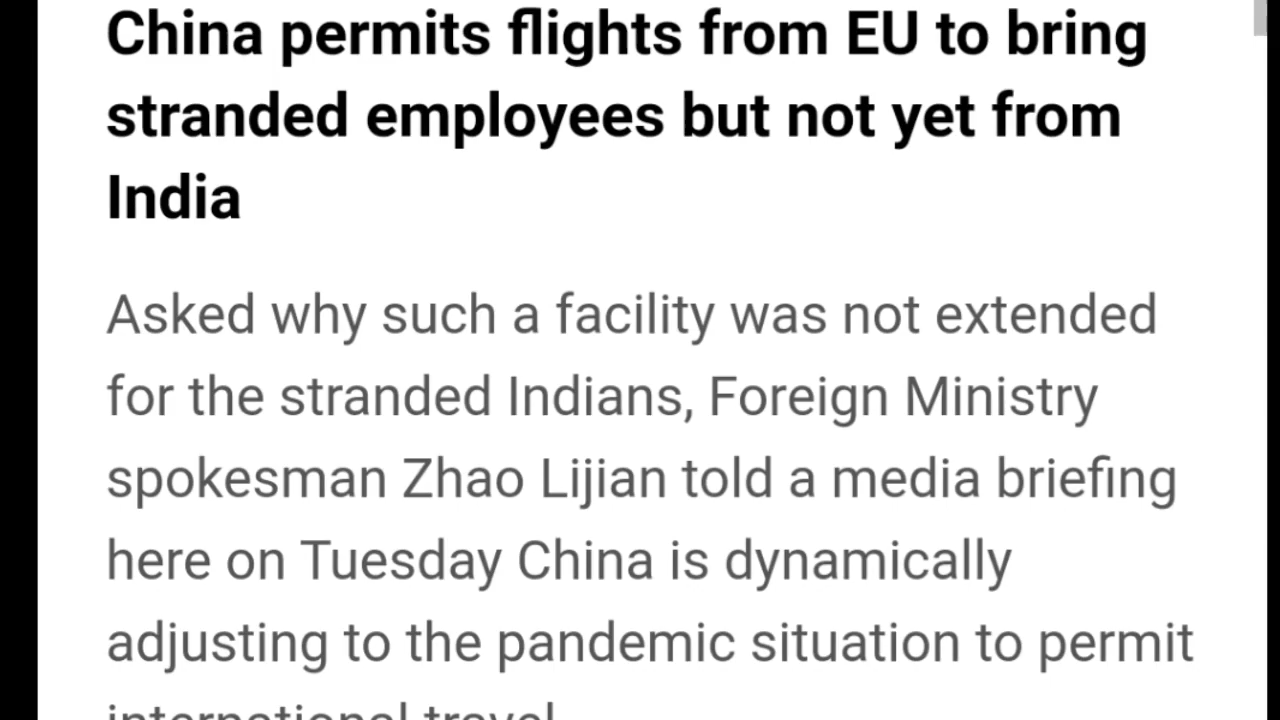 China permits flights from EU to bring
stranded employees but not yet from
India
Asked why such a facility was not extended
for the stranded Indians, Foreign Ministry
spokesman Zhao Lijian told a media briefing
here on Tuesday China is dynamically
adjusting to the pandemic situation to permit
international travel